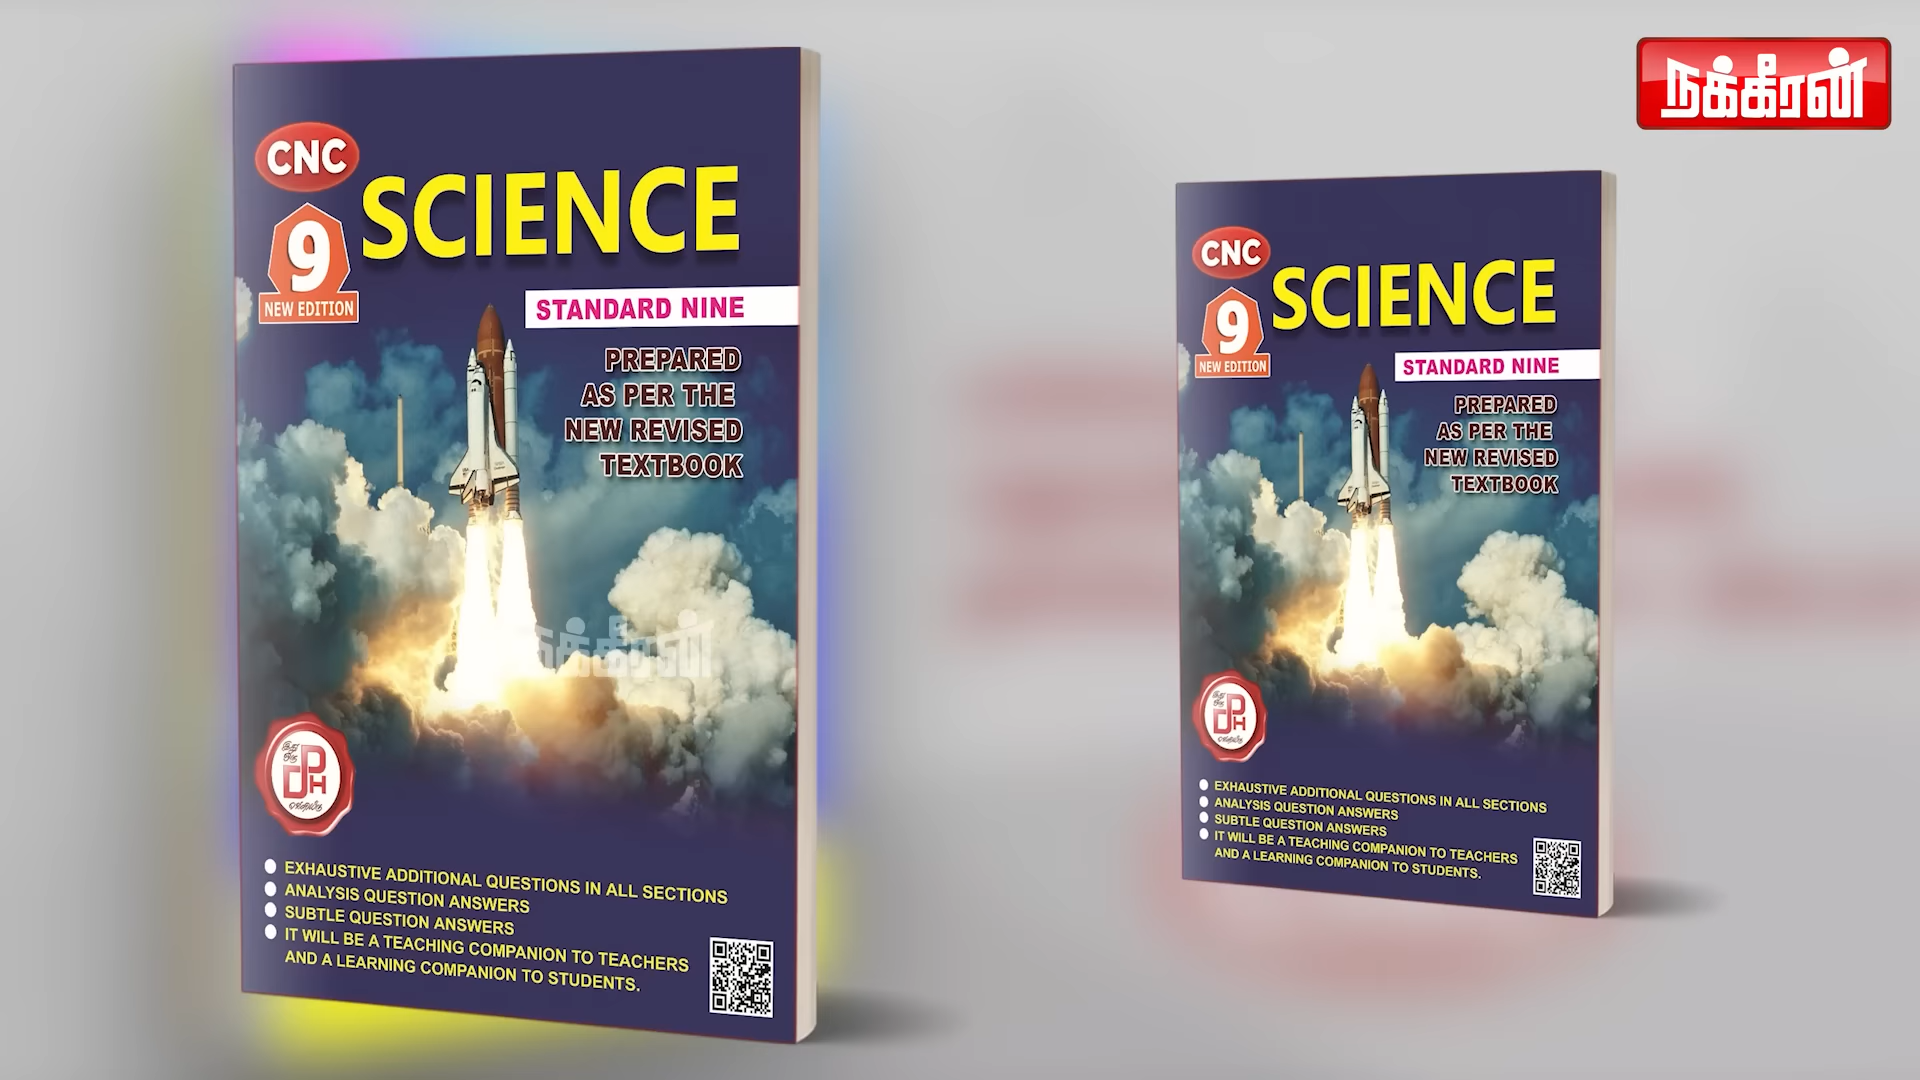 நக்கீரன்
CNC
SCIENCE
9
NEW EDITION
STANDARD NINE
PREPARED
AS PER THE
NEW REVISED
TEXTBOOK
நக்கீரன்
DPH
EXHAUSTIVE ADDITIONAL QUESTIONS IN ALL SECTIONS
ANALYSIS QUESTION ANSWERS
SUBTLE QUESTION ANSWERS
IT WILL BE A TEACHING COMPANION TO TEACHERS
AND A LEARNING COMPANION TO STUDENTS.
CNC
SCIENCE
9
NEW EDITION
STANDARD NINE
PREPARED
AS PER THE
NEW REVISED
TEXTBOOK
DPH
EXHAUSTIVE ADDITIONAL QUESTIONS IN ALL SECTIONS
ANALYSIS QUESTION ANSWERS
SUBTLE QUESTION ANSWERS
IT WILL BE A TEACHING COMPANION TO TEACHERS
AND A LEARNING COMPANION TO STUDENTS.